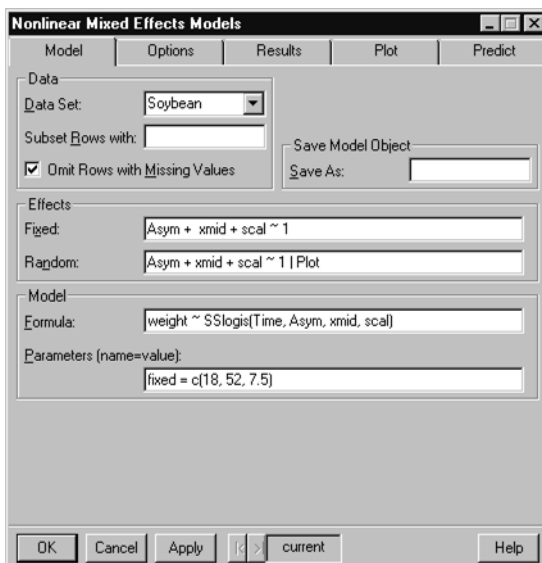 Nonlinear Mixed Effects Models
Model Options Results Plot Predict
Data
Data Set: Soybean
Subset Rows with:
Omit Rows with Missing Values
Save Model Object
Save As:
Effects
Fixed: Asym +  xmid + scal ~ 1
Random: Asym + xmid + scal ~ 1 | Plot
Model
Formula: weight ~ SSlogis(Time, Asym, xmid, scal)
Parameters (name=value):
fixed = c(18, 52, 7.5)
OK Cancel Apply current Help